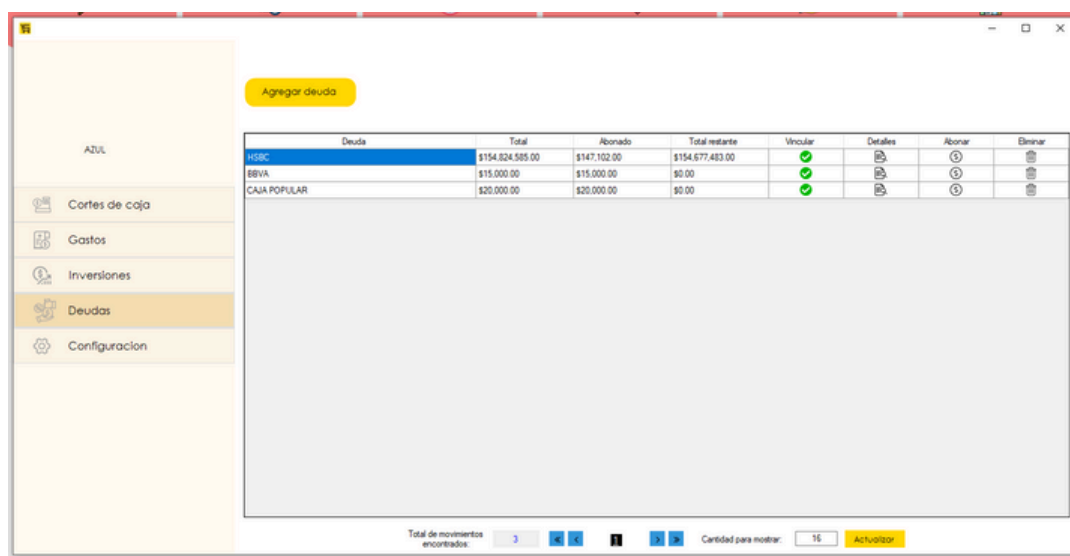 Agregar deuda
AZUL
Cortes de caja
Gastos
Inversiones
Deudas
Configuracion
Deuda Total Abonado Total restante Vincular Detalles Abonar Eliminar
HSBC $154,824,585.00 $147,102.00 $154,677,483.00
BBVA $15,000.00 $15,000.00 $0.00
CAJA POPULAR $20,000.00 $20,000.00 $0.00
Total de movimientos
encontrados: 3 « < 1 > » Cantidad para mostrar: 16 Actualizar